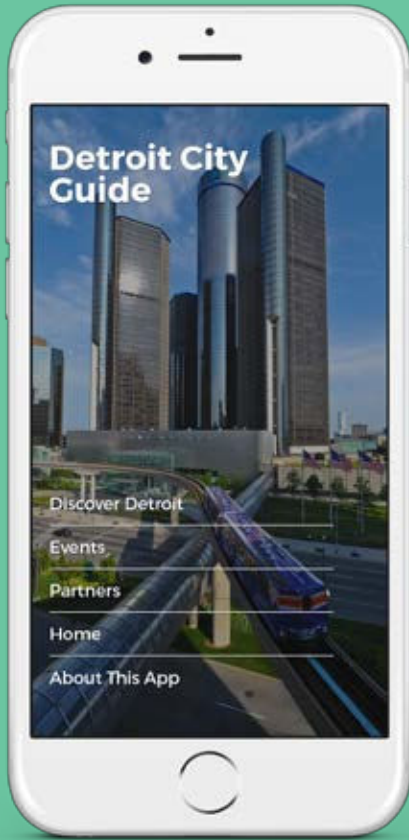 Detroit City
Guide
Discover Detroit
Events
Partners
Home
About This App